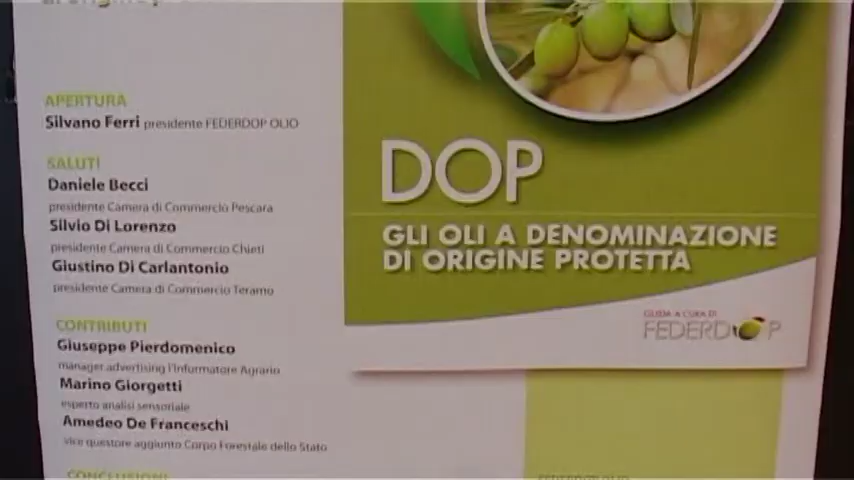 APERTURA
Silvano Ferri presidente FEDERDOP OLIO
SALUTI
Daniele Becci
presidente Camera di Commercio Pescara
Silvio Di Lorenzo
presidente Camera di Commercio Chieti
Giustino Di Carlantonio
presidente Camera di Commercio Teramo
CONTRIBUTI
Giuseppe Pierdomenico
manager advertising l'Informatore Agrario
Marino Giorgetti
esperto analisi sensoriale
Amedeo De Franceschi
vice questore aggiunto Corpo Forestale dello Stato
CONCLUSIONI
DOP
GLI OLI A DENOMINAZIONE
DI ORIGINE PROTETTA
GUIDA A CURA DI
FEDERDOP
FEDERDOP OLIO